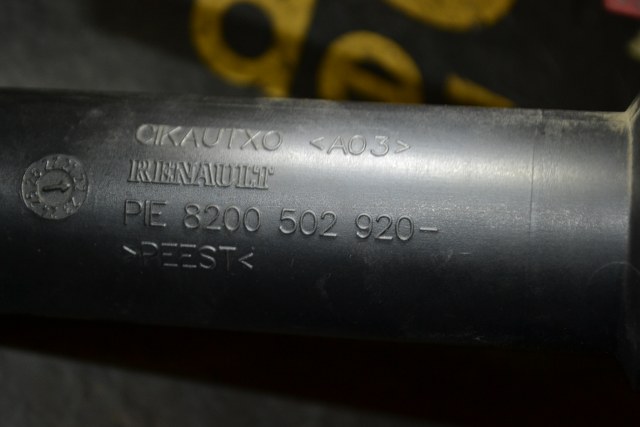 CIKAUTXO <A03>
RENAULT
PIE 8200 502 920-
>PEEST<